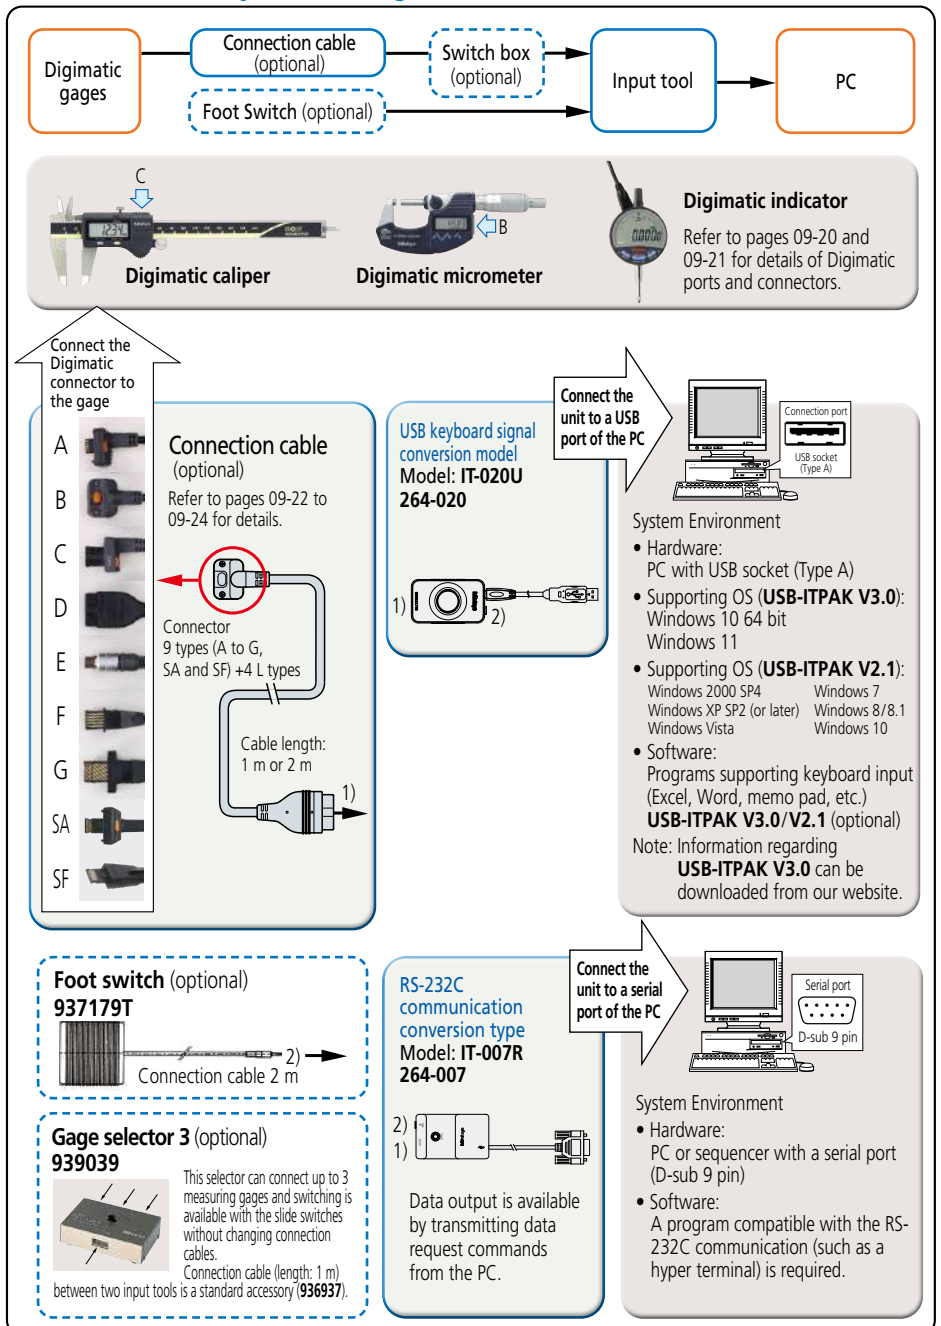 Digimatic
gages
Connection cable
(optional)
Switch box
(optional)
Foot Switch (optional)
Input tool
PC
C
B
Digimatic caliper
Digimatic micrometer
Digimatic indicator
Refer to pages 09-20 and
09-21 for details of Digimatic
ports and connectors.
Connect the
Digimatic
connector to
the gage
A
B
C
D
E
F
G
SA
SF
Connection cable
(optional)
Refer to pages 09-22 to
09-24 for details.
Connector
9 types (A to G,
SA and SF) +4 L types
Cable length:
1 m or 2 m
1)
USB keyboard signal
conversion model
Model: IT-020U
264-020
1)
2)
Connect the
unit to a USB
port of the PC
Connection port
USB socket
(Type A)
System Environment
• Hardware:
PC with USB socket (Type A)
• Supporting OS (USB-ITPAK V3.0):
Windows 10 64 bit
Windows 11
• Supporting OS (USB-ITPAK V2.1):
Windows 2000 SP4 Windows 7
Windows XP SP2 (or later) Windows 8/8.1
Windows Vista Windows 10
• Software:
Programs supporting keyboard input
(Excel, Word, memo pad, etc.)
USB-ITPAK V3.0/V2.1 (optional)
Note: Information regarding
USB-ITPAK V3.0 can be
downloaded from our website.
Foot switch (optional)
937179T
2)
Connection cable 2 m
Gage selector 3 (optional)
939039
This selector can connect up to 3
measuring gages and switching is
available with the slide switches
without changing connection
cables.
Connection cable (length: 1 m)
between two input tools is a standard accessory (936937).
RS-232C
communication
conversion type
Model: IT-007R
264-007
2)
1)
Data output is available
by transmitting data
request commands
from the PC.
Connect the
unit to a serial
port of the PC
Serial port
D-sub 9 pin
System Environment
• Hardware:
PC or sequencer with a serial port
(D-sub 9 pin)
• Software:
A program compatible with the RS-
232C communication (such as a
hyper terminal) is required.